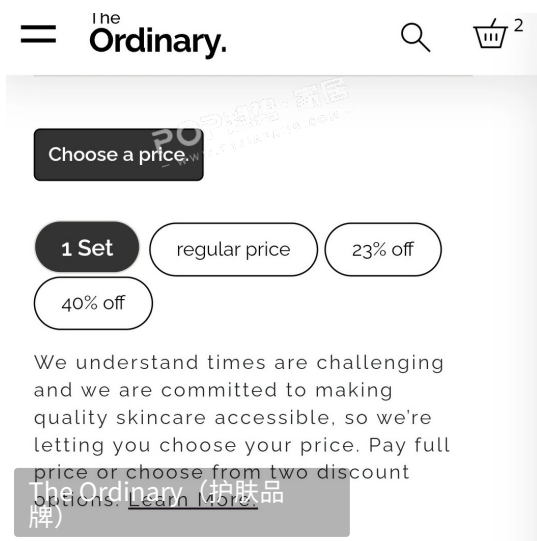 The
Ordinary.
2
Choose a price.
1 Set
regular price
23% off
40% off
We understand times are challenging
and we are committed to making
quality skincare accessible, so we're
letting you choose your price. Pay full
price or choose from two discount
options. Learn More.
The Ordinary（护肤品
牌）